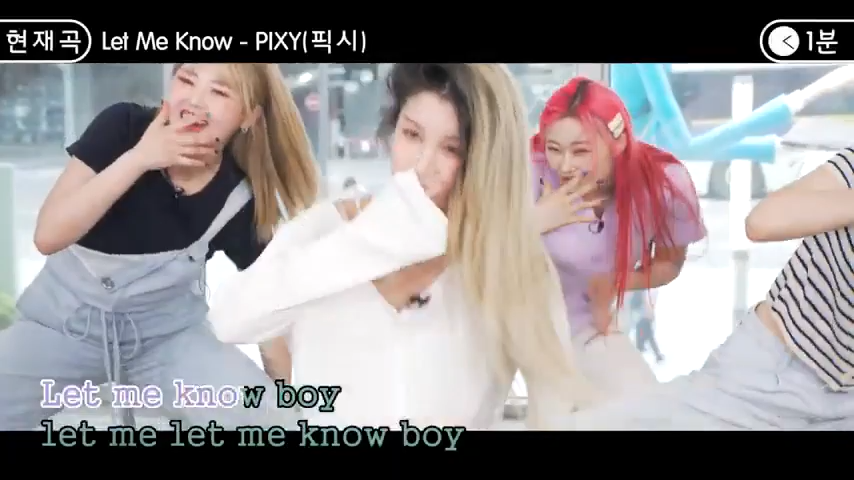 현재곡 Let Me Know - PIXY(픽시) 1분
Let me know boy
let me let me know boy